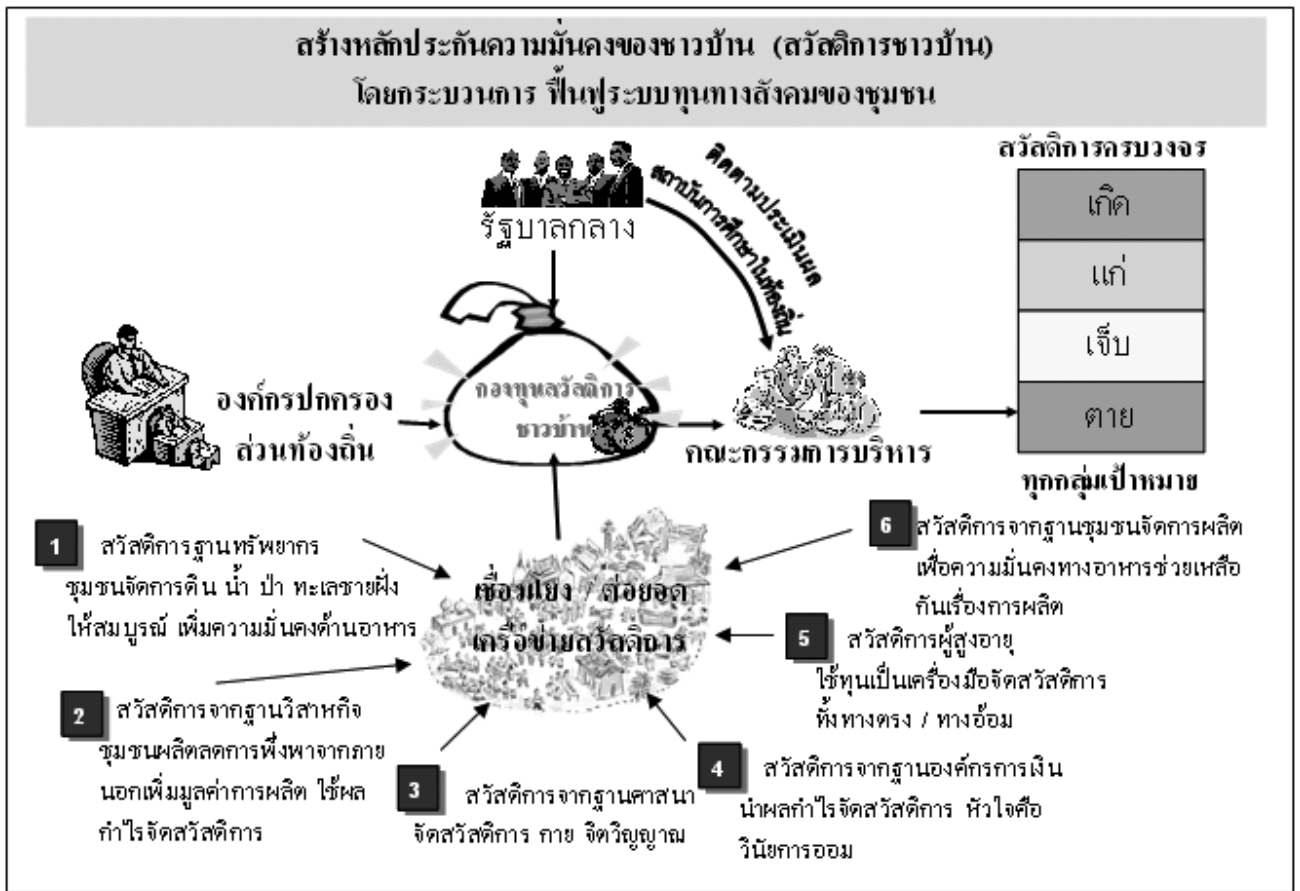 สร้างหลักประกันความมั่นคงของชาวบ้าน (สวัสดิการชาวบ้าน)
โดยกระบวนการ ฟื้นฟูระบบทุนทางสังคมของชุมชน
รัฐบาลกลาง
ติดตามประเมินผล
สถาบันการศึกษาในท้องถิ่น
สวัสดิการครบวงจร
เกิด
แก่
เจ็บ
ตาย
ทุกกลุ่มเป้าหมาย
องค์กรปกครอง
ส่วนท้องถิ่น
กองทุนสวัสดิการ
ชาวบ้าน
คณะกรรมการบริหาร
เชื่อมโยง / ต่อยอด
เครือข่ายสวัสดิการ
1 สวัสดิการฐานทรัพยากร
ชุมชนจัดการดิน น้ำ ป่า ทะเลชายฝั่ง
ให้สมบูรณ์ เพิ่มความมั่นคงด้านอาหาร
2 สวัสดิการจากฐานวิสาหกิจ
ชุมชนผลิตลดการพึ่งพาจากภาย
นอกเพิ่มมูลค่าการผลิต ใช้ผล
กำไรจัดสวัสดิการ
3 สวัสดิการจากฐานศาสนา
จัดสวัสดิการ กาย จิตวิญญาณ
4 สวัสดิการจากฐานองค์กรการเงิน
นำผลกำไรจัดสวัสดิการ หัวใจคือ
วินัยการออม
5 สวัสดิการผู้สูงอายุ
ใช้ทุนเป็นเครื่องมือจัดสวัสดิการ
ทั้งทางตรง / ทางอ้อม
6 สวัสดิการจากฐานชุมชนจัดการผลิต
เพื่อความมั่นคงทางอาหารช่วยเหลือ
กันเรื่องการผลิต